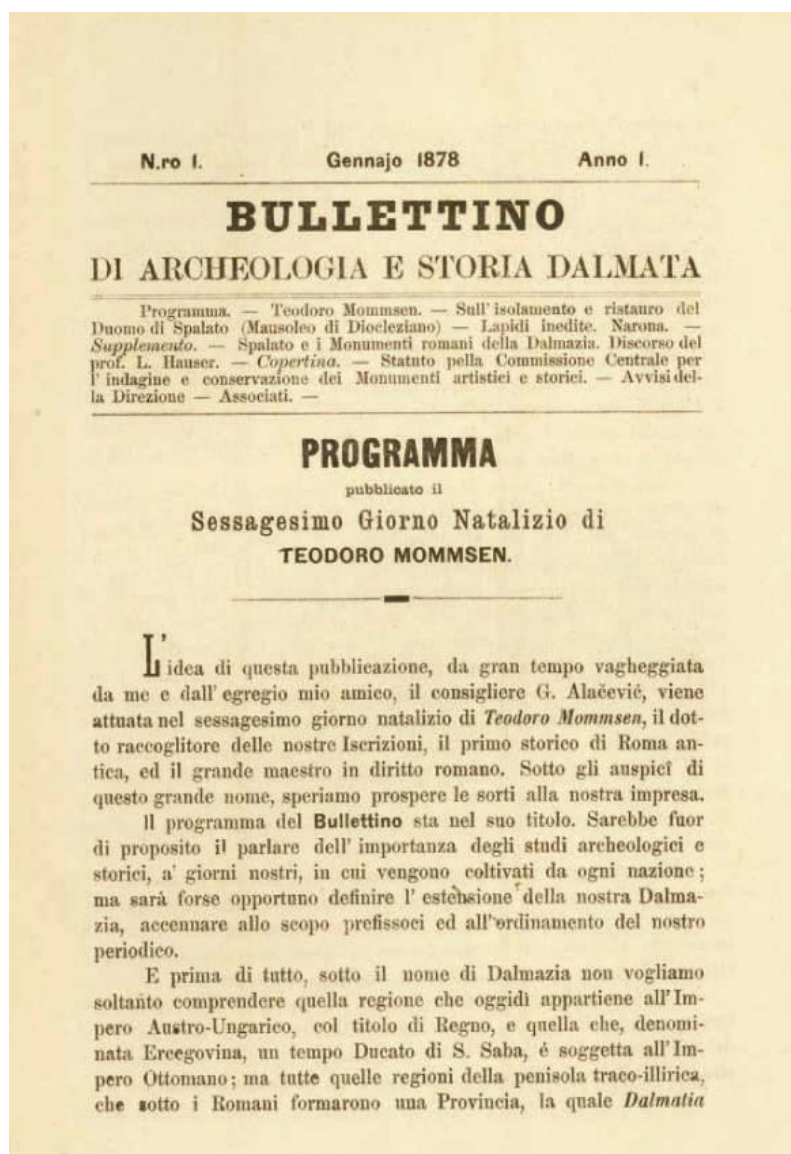 N.ro I. Gennajo 1878 Anno I.
BULLETTINO
DI ARCHEOLOGIA E STORIA DALMATA
Programma. — Teodoro Mommsen. — Sull' isolamento e ristauro del
Duomo di Spalato (Mausoleo di Diocleziano) — Lapidi inedite. Narona. —
Supplemento. — Spalato e i Monumenti romani della Dalmazia. Discorso del
prof. L. Hauser. — Copertina. — Statuto pella Commissione Centrale per
l' indagine e conservazione dei Monumenti artistici e storici. — Avvisi del-
la Direzione — Associati. —
PROGRAMMA
pubblicato il
Sessagesimo Giorno Natalizio di
TEODORO MOMMSEN.
L' idea di questa pubblicazione, da gran tempo vagheggiata
da me e dall' egregio mio amico, il consigliere G. Alačević, viene
attuata nel sessagesimo giorno natalizio di Teodoro Mommsen, il dot-
to raccoglitore delle nostre Iscrizioni, il primo storico di Roma an-
tica, ed il grande maestro in diritto romano. Sotto gli auspicî di
questo grande nome, speriamo prospere le sorti alla nostra impresa.
Il programma del Bullettino sta nel suo titolo. Sarebbe fuor
di proposito il parlare dell' importanza degli studi archeologici e
storici, a' giorni nostri, in cui vengono coltivati da ogni nazione;
ma sarà forse opportuno definire l' estensione della nostra Dalma-
zia, accennare allo scopo prefissoci ed all' ordinamento del nostro
periodico.
E prima di tutto, sotto il nome di Dalmazia non vogliamo
soltanto comprendere quella regione che oggidì appartiene all' Im-
pero Austro-Ungarico, col titolo di Regno, e quella che, denomi-
nata Ercegovina, un tempo Ducato di S. Saba, é soggetta all' Im-
pero Ottomano; ma tutte quelle regioni della penisola traco-illirica,
che sotto i Romani formarono una Provincia, la quale Dalmatia